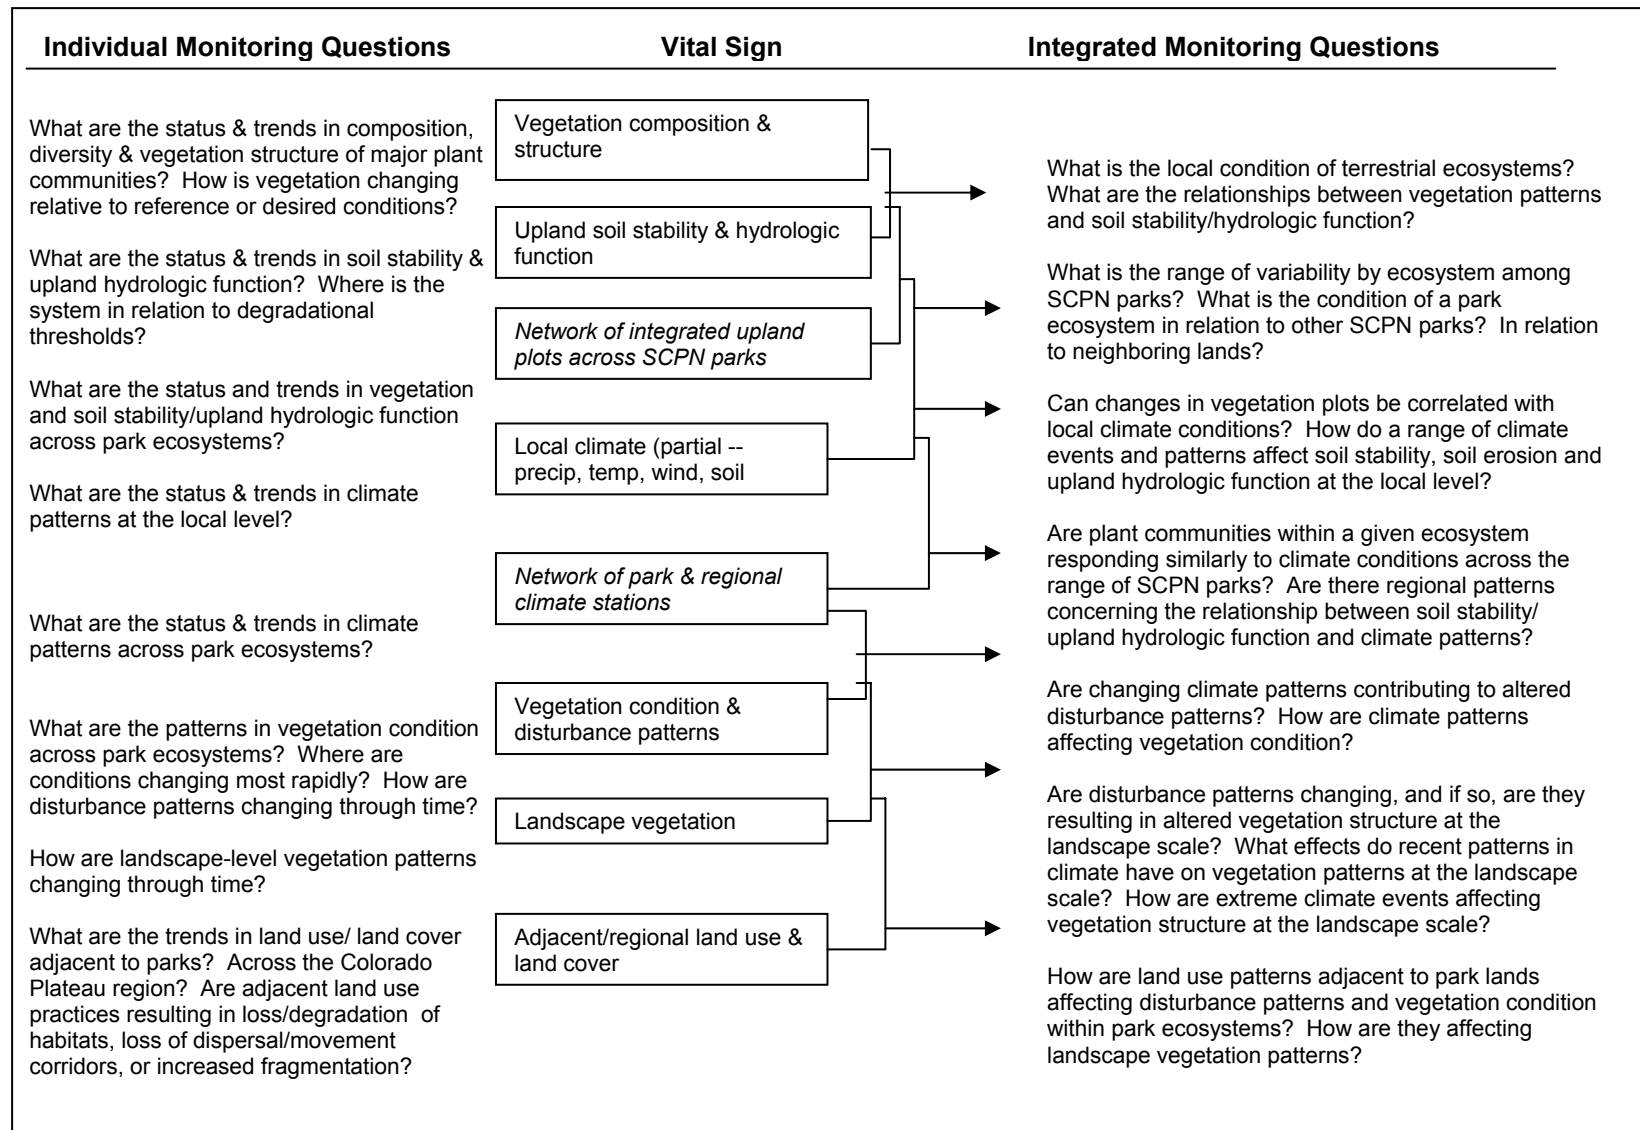 Individual Monitoring Questions
Vital Sign
Integrated Monitoring Questions
What are the status & trends in composition,
diversity & vegetation structure of major plant
communities? How is vegetation changing
relative to reference or desired conditions?
What are the status & trends in soil stability &
upland hydrologic function? Where is the
system in relation to degradational
thresholds?
What are the status and trends in vegetation
and soil stability/upland hydrologic function
across park ecosystems?
What are the status & trends in climate
patterns at the local level?
What are the status & trends in climate
patterns across park ecosystems?
What are the patterns in vegetation condition
across park ecosystems? Where are
conditions changing most rapidly? How are
disturbance patterns changing through time?
How are landscape-level vegetation patterns
changing through time?
What are the trends in land use/ land cover
adjacent to parks? Across the Colorado
Plateau region? Are adjacent land use
practices resulting in loss/degradation of
habitats, loss of dispersal/movement
corridors, or increased fragmentation?
Vegetation composition &
structure
Upland soil stability & hydrologic
function
Network of integrated upland
plots across SCPN parks
Local climate (partial --
precip, temp, wind, soil
Network of park & regional
climate stations
Vegetation condition &
disturbance patterns
Landscape vegetation
Adjacent/regional land use &
land cover
What is the local condition of terrestrial ecosystems?
What are the relationships between vegetation patterns
and soil stability/hydrologic function?
What is the range of variability by ecosystem among
SCPN parks? What is the condition of a park
ecosystem in relation to other SCPN parks? In relation
to neighboring lands?
Can changes in vegetation plots be correlated with
local climate conditions? How do a range of climate
events and patterns affect soil stability, soil erosion and
upland hydrologic function at the local level?
Are plant communities within a given ecosystem
responding similarly to climate conditions across the
range of SCPN parks? Are there regional patterns
concerning the relationship between soil stability/
upland hydrologic function and climate patterns?
Are changing climate patterns contributing to altered
disturbance patterns? How are climate patterns
affecting vegetation condition?
Are disturbance patterns changing, and if so, are they
resulting in altered vegetation structure at the
landscape scale? What effects do recent patterns in
climate have on vegetation patterns at the landscape
scale? How are extreme climate events affecting
vegetation structure at the landscape scale?
How are land use patterns adjacent to park lands
affecting disturbance patterns and vegetation condition
within park ecosystems? How are they affecting
landscape vegetation patterns?